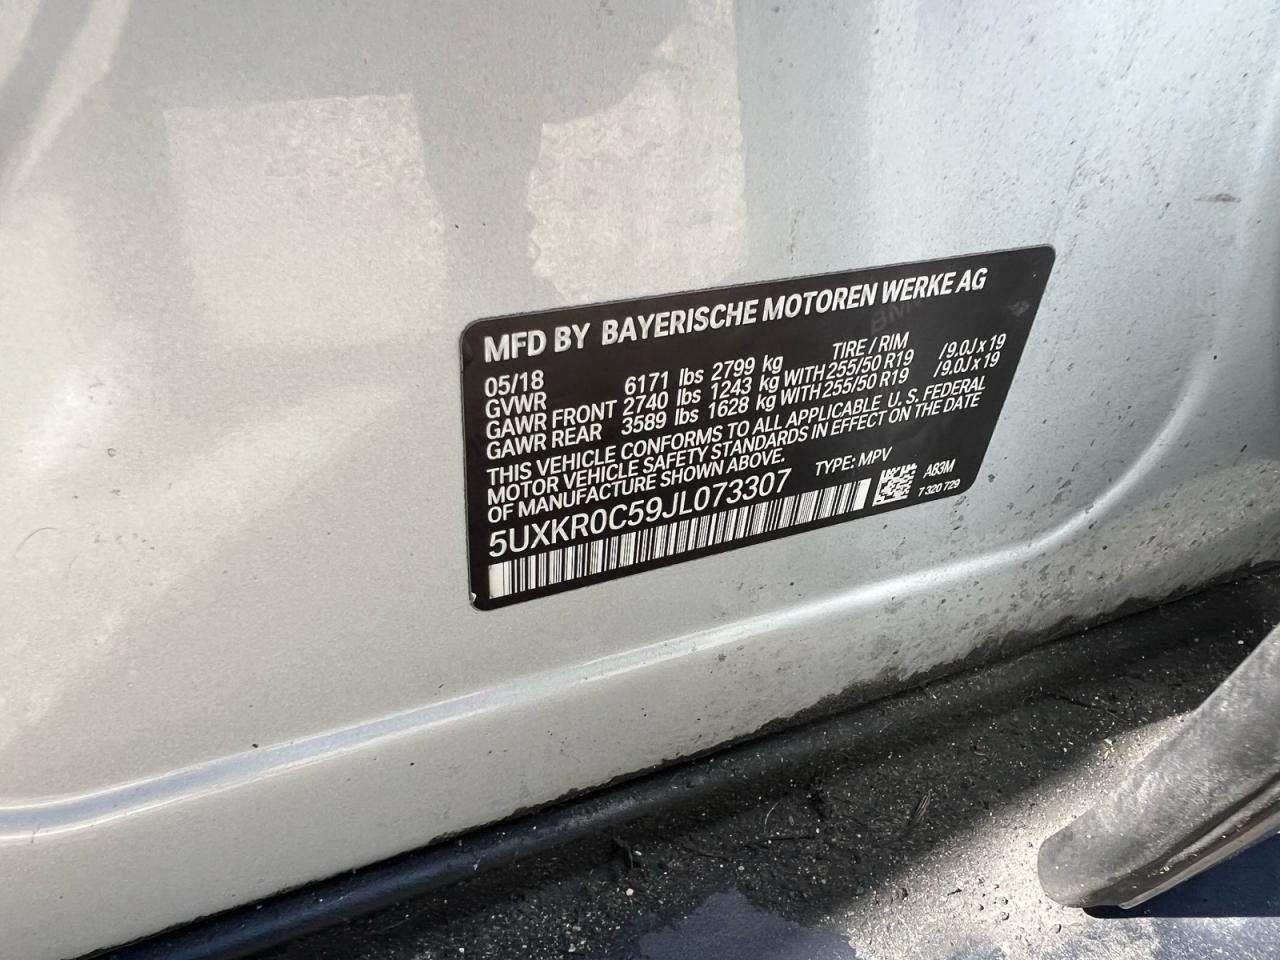 MFD BY BAYERISCHE MOTOREN WERKE AG
05/18 TIRE / RIM
GVWR 6171 lbs 2799 kg
GAWR FRONT 2740 lbs 1243 kg WITH 255/50 R19 /9.0J x 19
GAWR REAR 3589 lbs 1628 kg WITH 255/50 R19 /9.0J x 19
THIS VEHICLE CONFORMS TO ALL APPLICABLE U. S. FEDERAL
MOTOR VEHICLE SAFETY STANDARDS IN EFFECT ON THE DATE
OF MANUFACTURE SHOWN ABOVE.
5UXKR0C59JL073307 TYPE: MPV
A83M
7 320 729